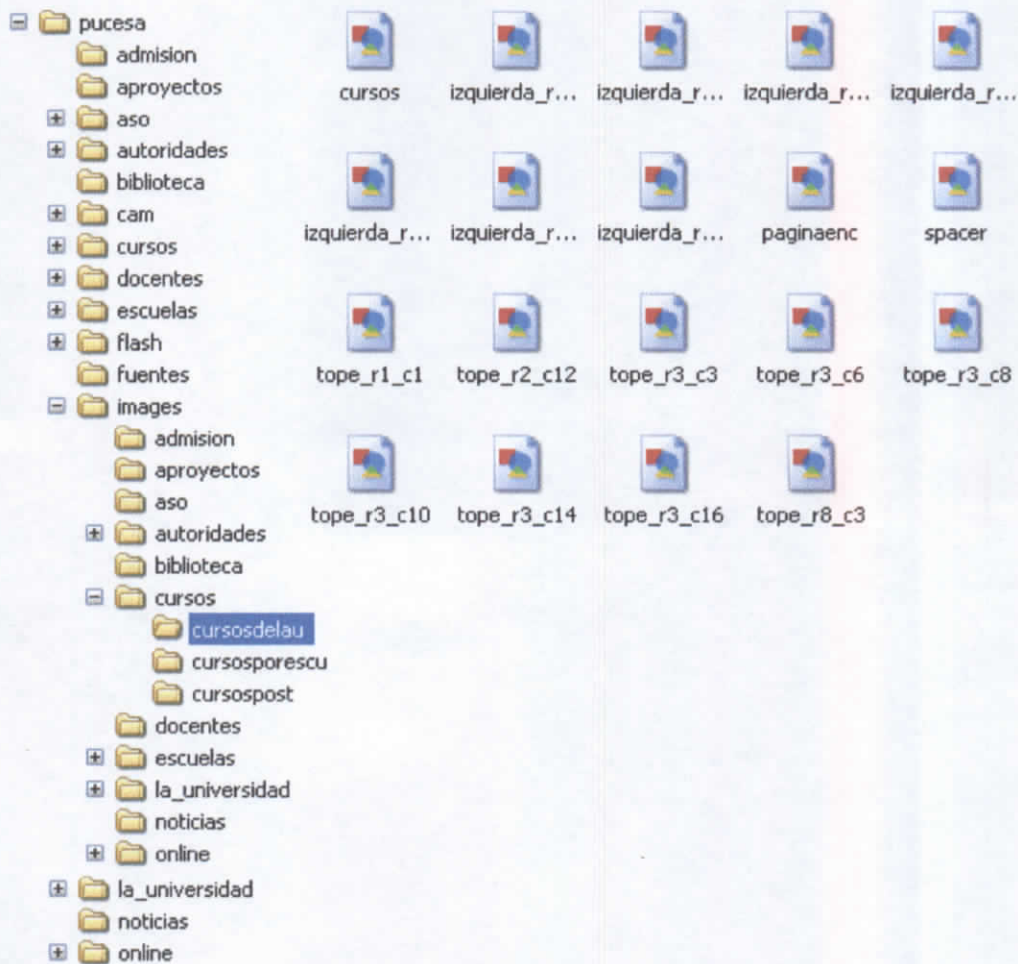 pucesa
admision
aproyectos
aso
autoridades
biblioteca
cam
cursos
docentes
escuelas
flash
fuentes
images
admision
aproyectos
aso
autoridades
biblioteca
cursos
cursosdelau
cursosporescu
cursospost
docentes
escuelas
la_universidad
noticias
online
la_universidad
noticias
online
cursos izquierda_r... izquierda_r... izquierda_r... izquierda_r...
izquierda_r... izquierda_r... izquierda_r... paginaenc spacer
tope_r1_c1 tope_r2_c12 tope_r3_c3 tope_r3_c6 tope_r3_c8
tope_r3_c10 tope_r3_c14 tope_r3_c16 tope_r8_c3